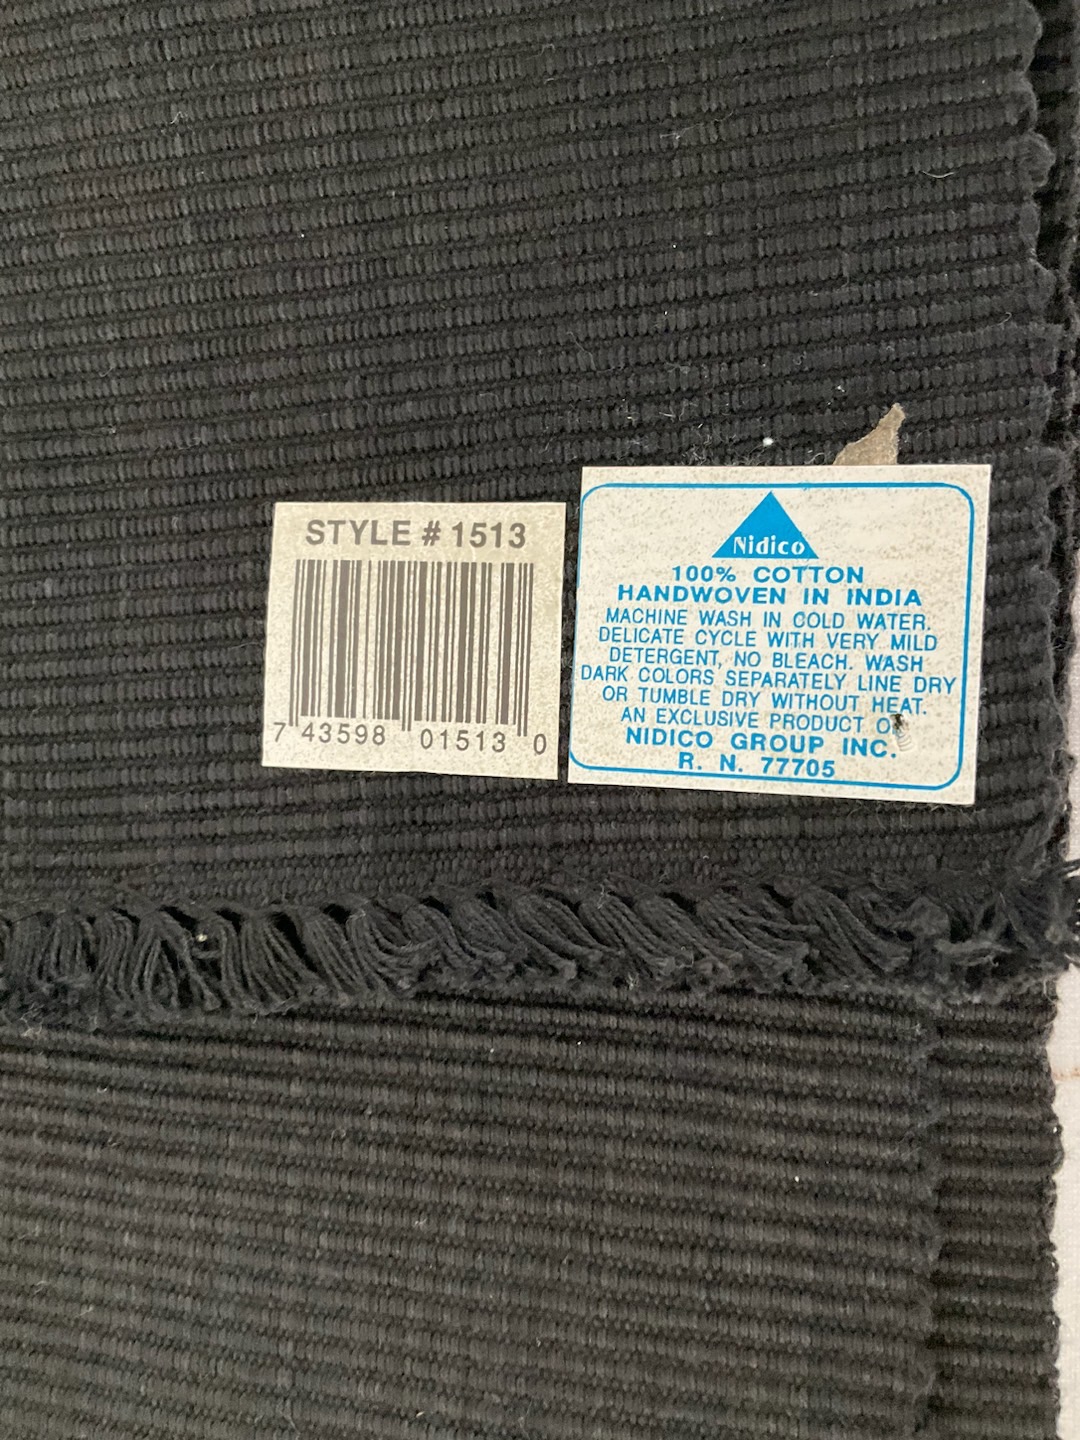 STYLE # 1513
7 43598 01513 0
Nidico
100% COTTON
HANDWOVEN IN INDIA
MACHINE WASH IN COLD WATER.
DELICATE CYCLE WITH VERY MILD
DETERGENT, NO BLEACH. WASH
DARK COLORS SEPARATELY LINE DRY
OR TUMBLE DRY WITHOUT HEAT.
AN EXCLUSIVE PRODUCT OF
NIDICO GROUP INC.
R. N. 77705